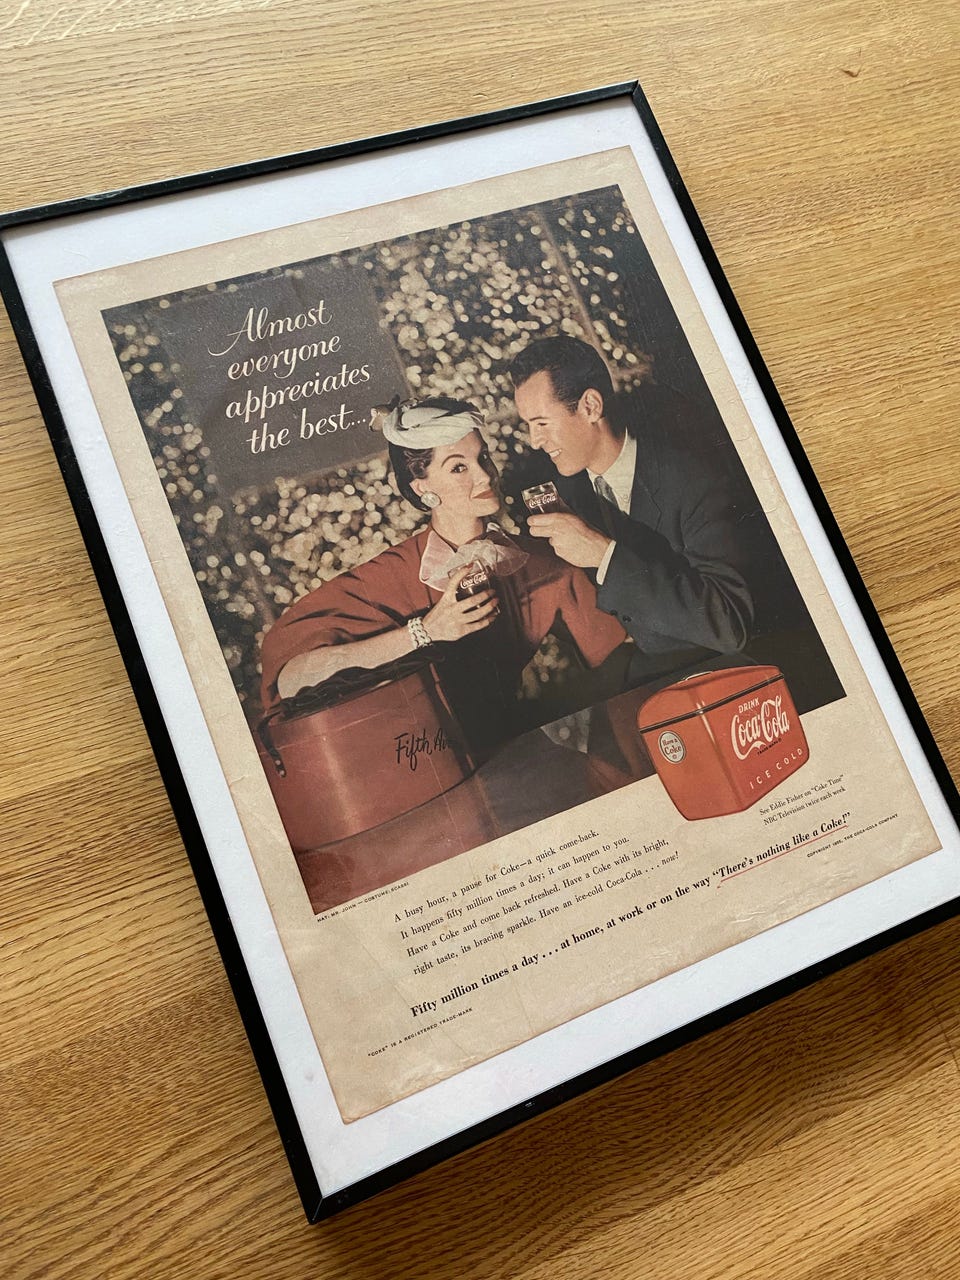 Almost
everyone
appreciates
the best...
Coca-Cola
Coca-Cola
Fifth Av
DRINK
Coca-Cola
Have a
Coke
ICE COLD
See Eddie Fisher on "Coke Time"
NBC Television twice each week
HAT: MR. JOHN — COSTUME: SCAASI
A busy hour, a pause for Coke—a quick come-back.
It happens fifty million times a day; it can happen to you.
Have a Coke and come back refreshed. Have a Coke with its bright,
right taste, its bracing sparkle. Have an ice-cold Coca-Cola . . . now!
Fifty million times a day . . . at home, at work or on the way "There's nothing like a Coke!"
"COKE" IS A REGISTERED TRADE-MARK
COPYRIGHT 1955, THE COCA-COLA COMPANY